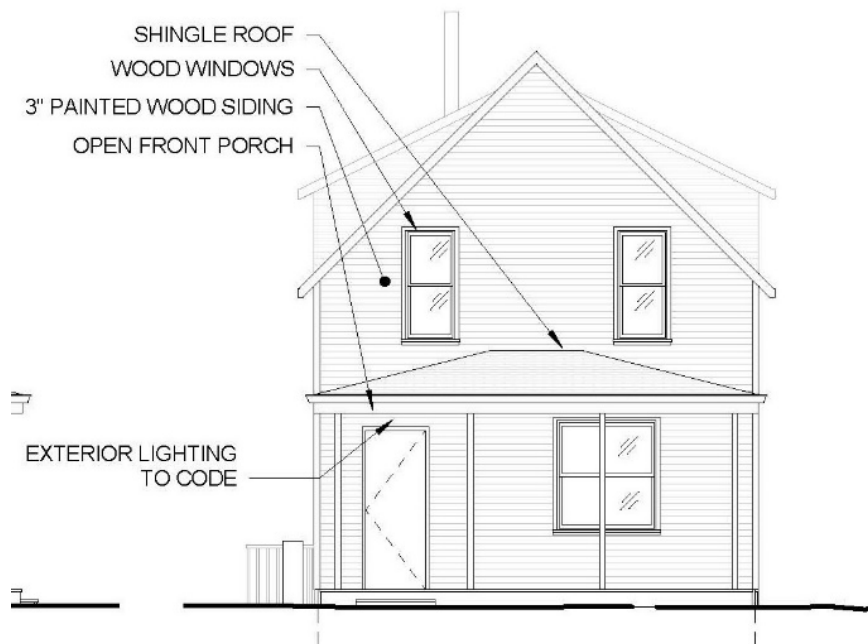 SHINGLE ROOF
WOOD WINDOWS
3" PAINTED WOOD SIDING
OPEN FRONT PORCH
EXTERIOR LIGHTING
TO CODE